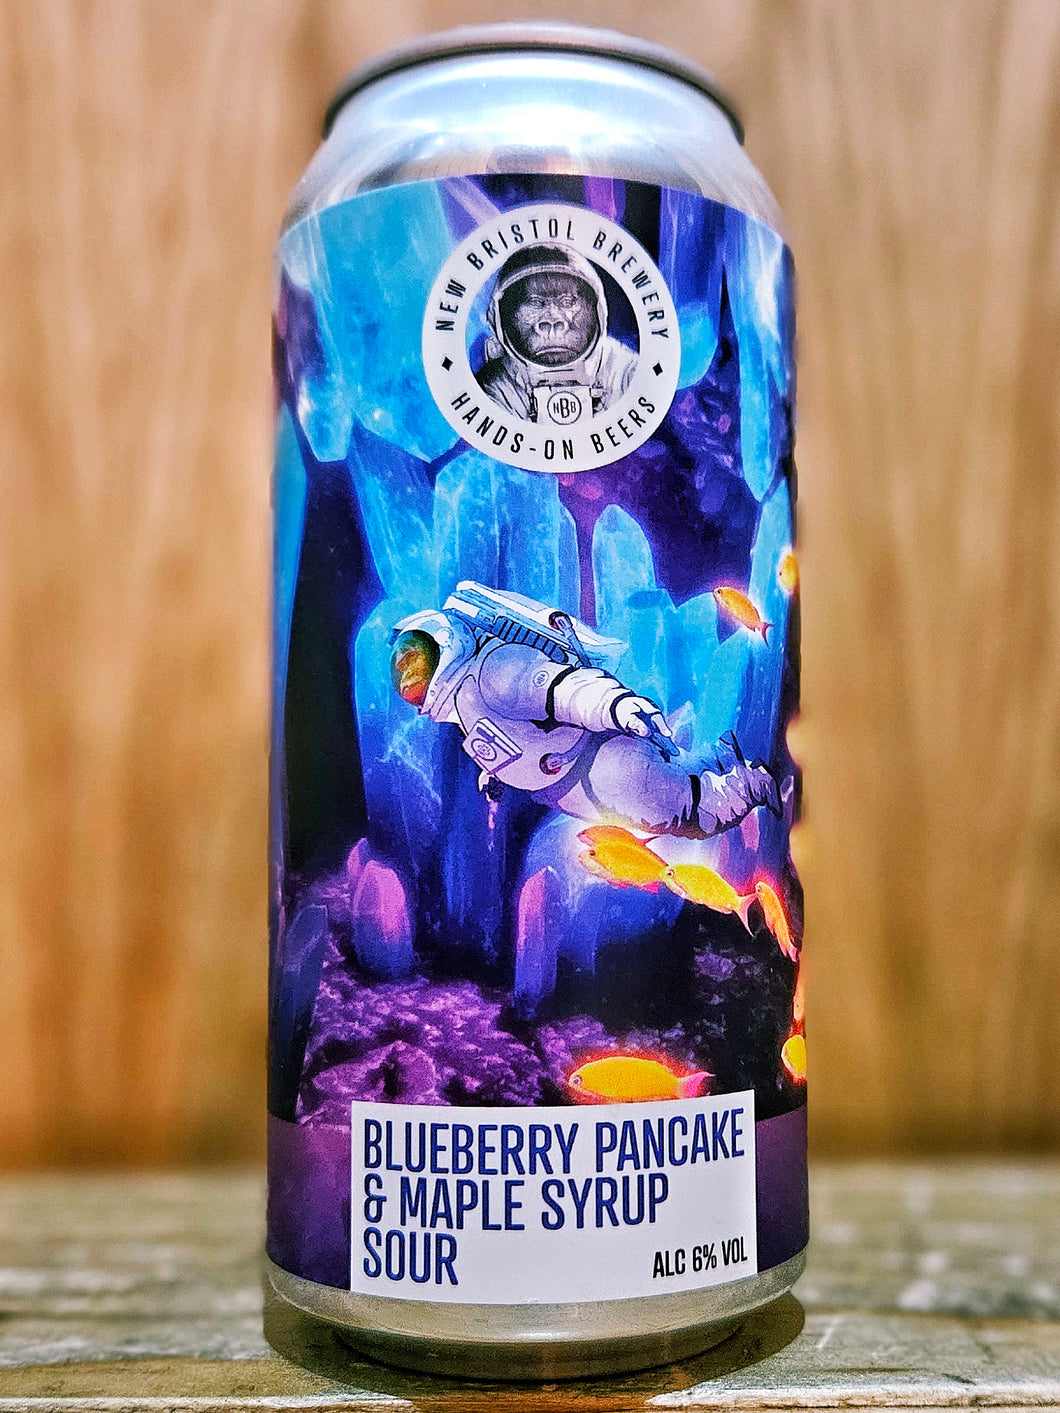 NEW BRISTOL BREWERY
NBB
HANDS-ON BEERS
BLUEBERRY PANCAKE
& MAPLE SYRUP
SOUR
ALC 6% VOL